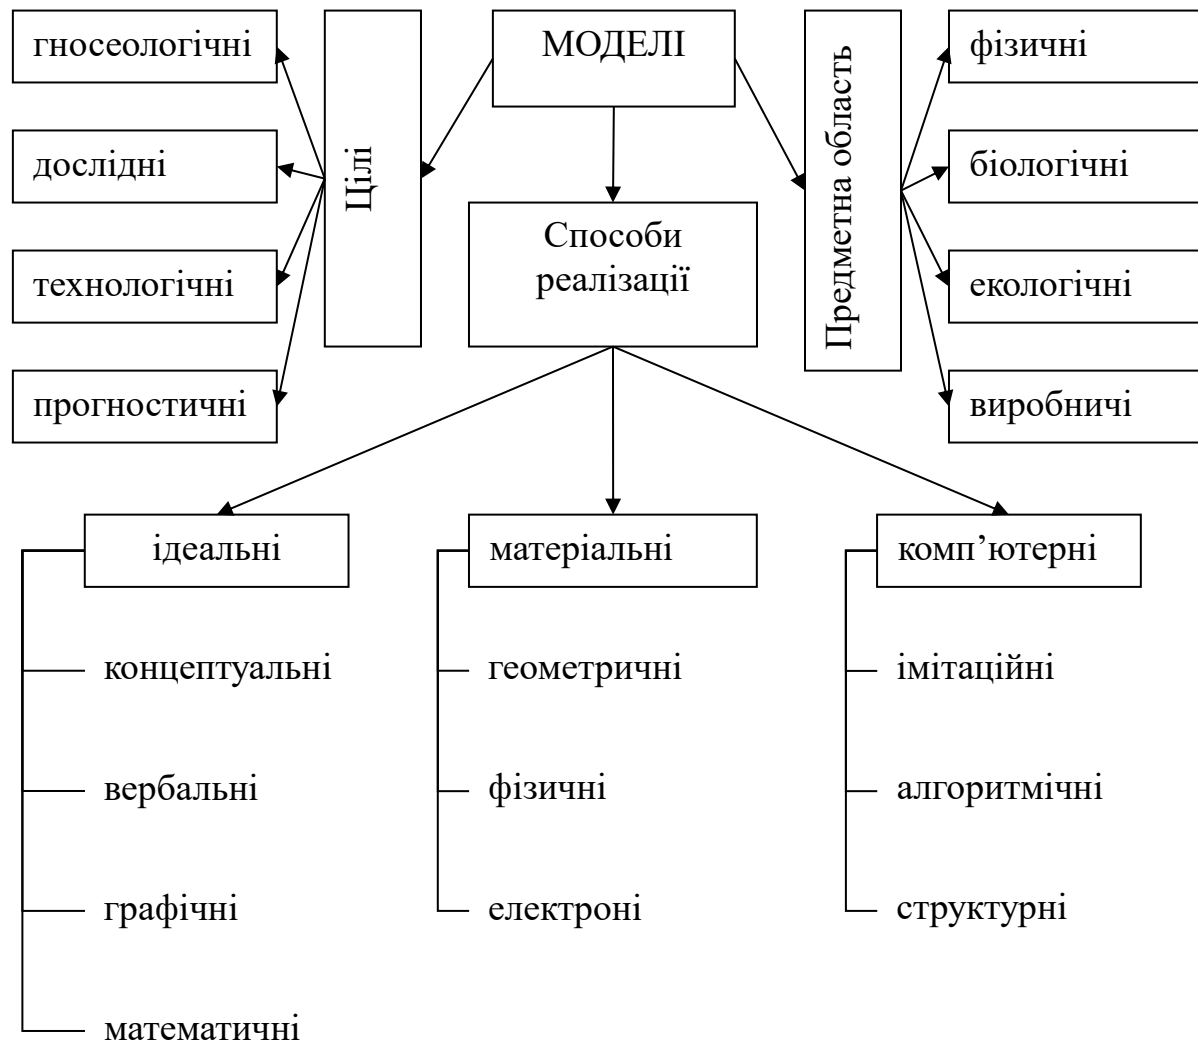 гносеологічні
дослідні
технологічні
прогностичні
Цілі
МОДЕЛІ
Способи
реалізації
Предметна область
фізичні
біологічні
екологічні
виробничі
ідеальні
концептуальні
вербальні
графічні
математичні
матеріальні
геометричні
фізичні
електроні
комп’ютерні
імітаційні
алгоритмічні
структурні